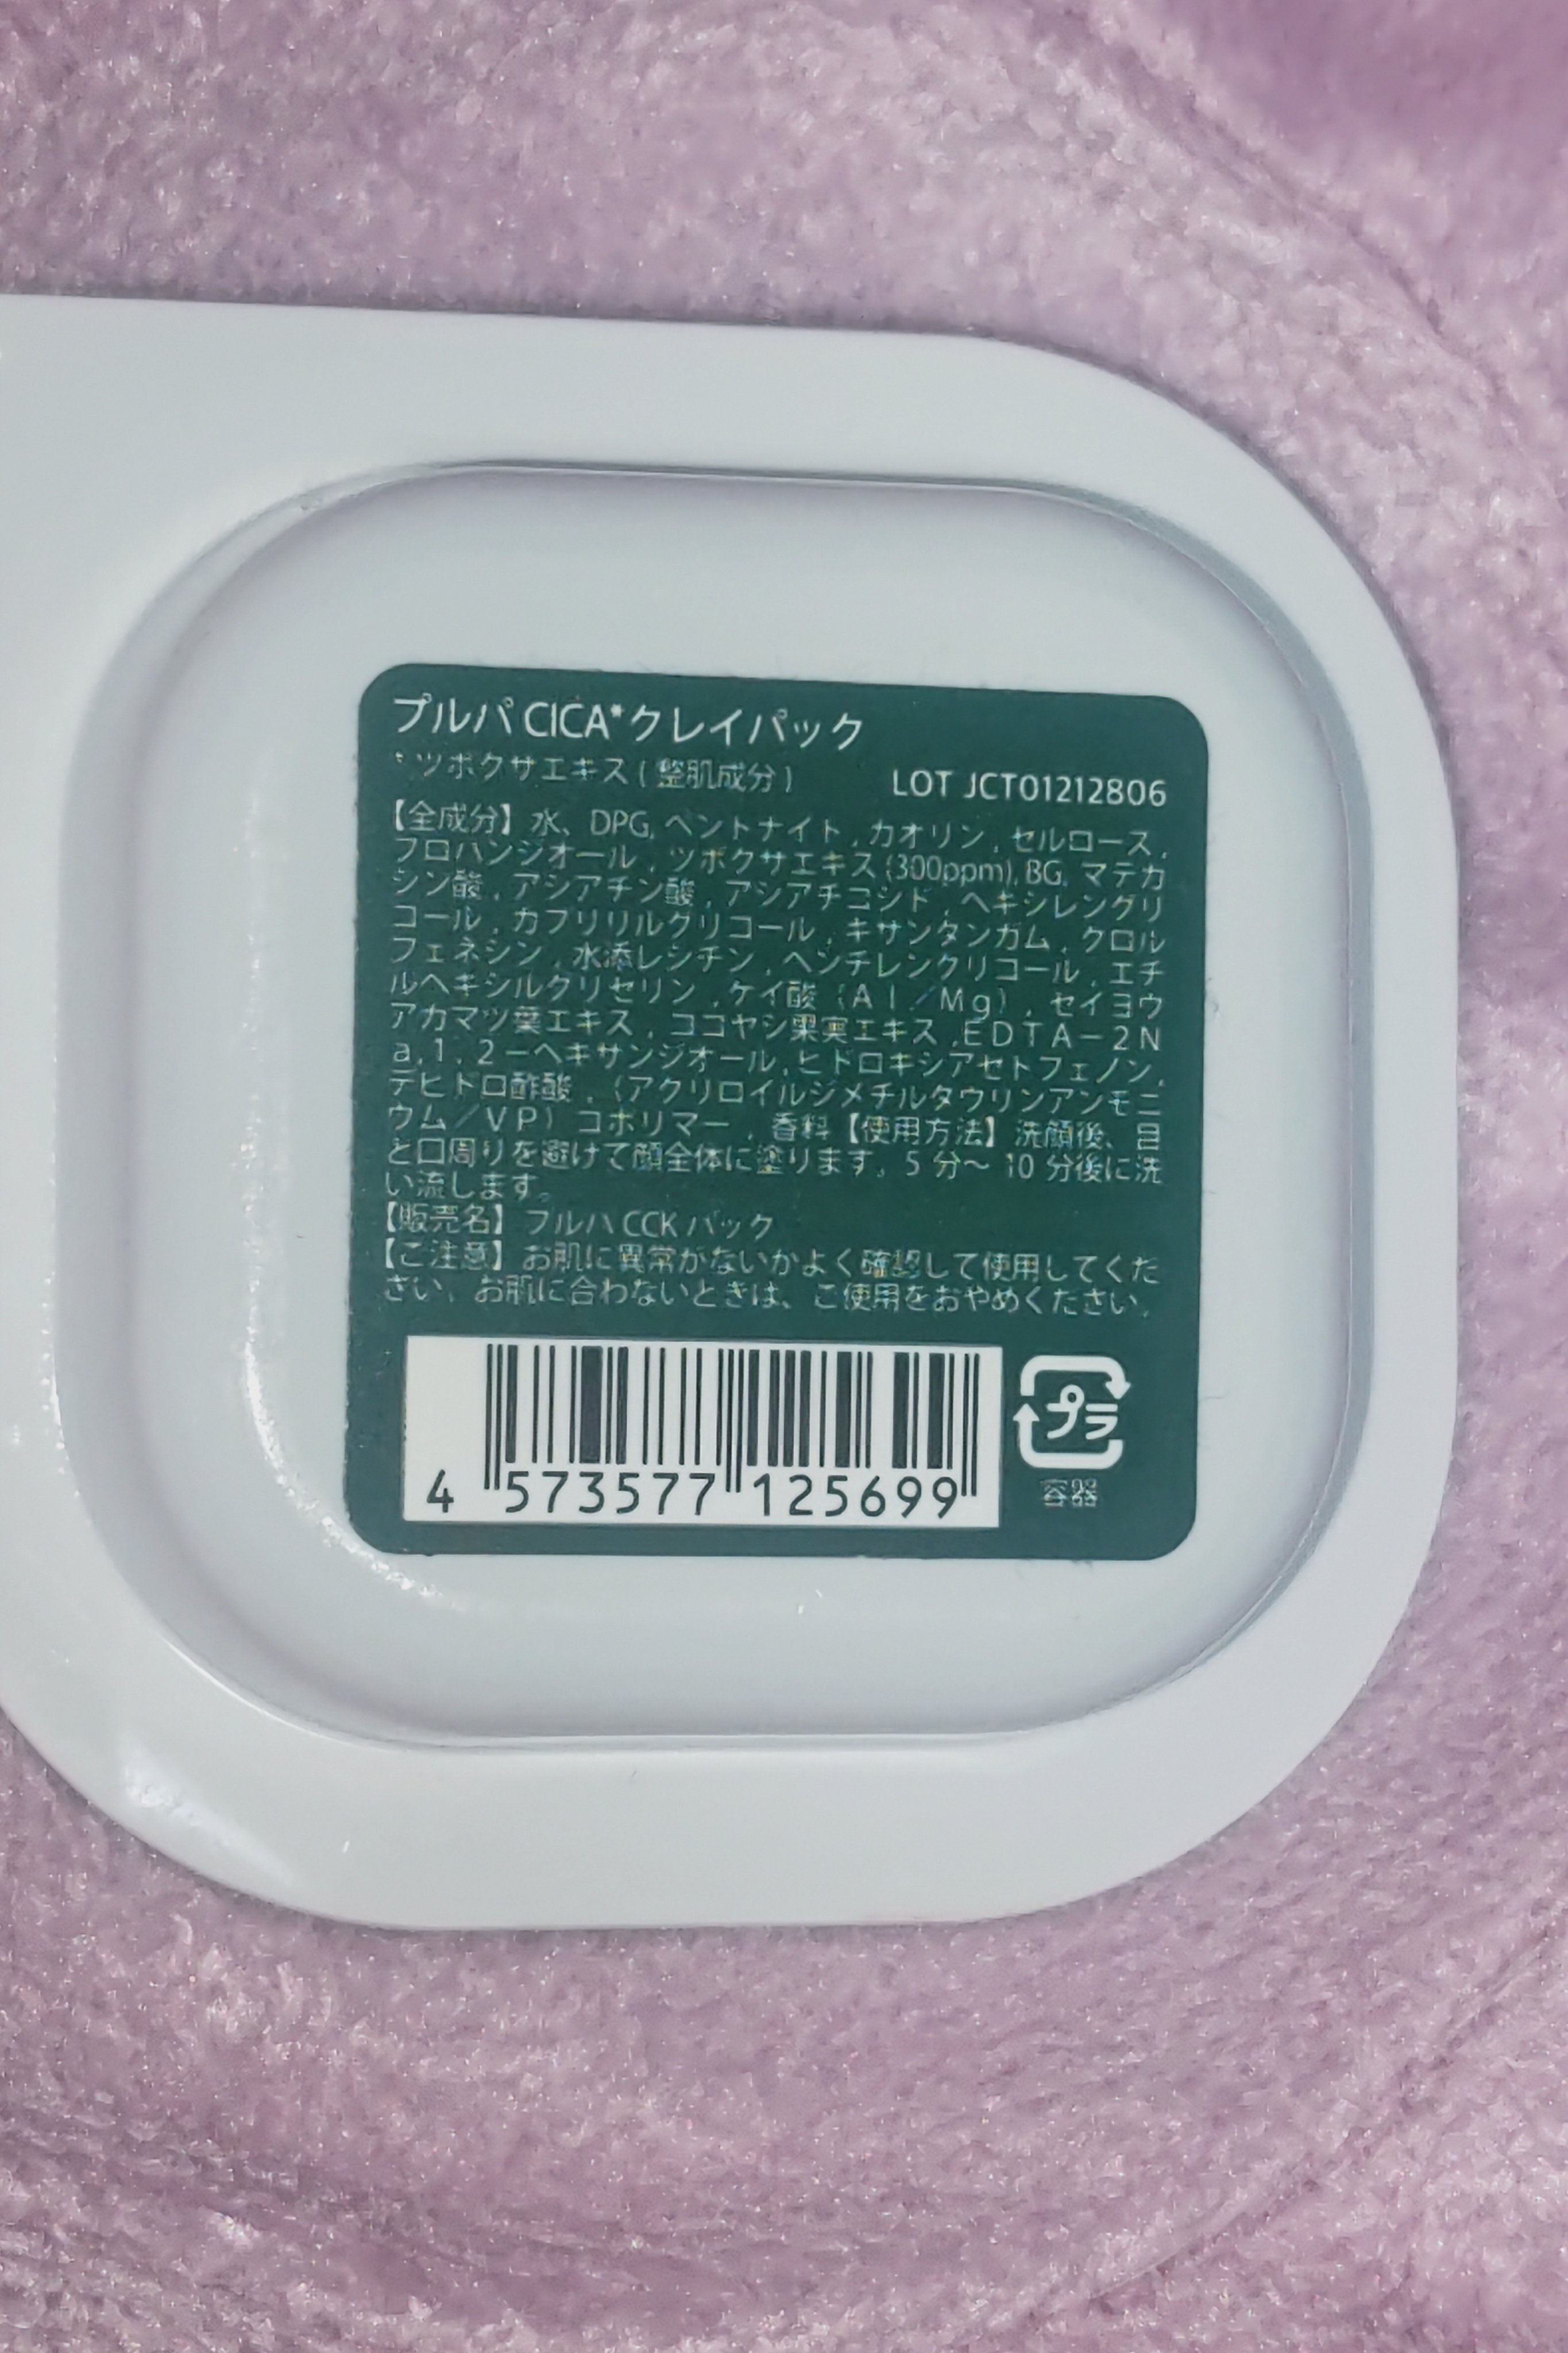 プルパ CICA*クレイパック
*ツボクサエキス ( 整肌成分 )
LOT JCT01212806
【全成分】水、DPG, ベントナイト , カオリン , セルロース ,
プロパンジオール , ツボクサエキス (300ppm), BG, マデカ
シン酸 , アシアチン酸 , アシアチコシド , ヘキシレングリ
コール , カプリリルグリコール , キサンタンガム , クロル
フェネシン , 水添レシチン , ペンチレングリコール , エチ
ルヘキシルグリセリン , ケイ酸（Al／Mg）, セイヨウ
アカマツ葉エキス , ココヤシ果実エキス ,EDTA－2N
a,1, 2－ヘキサンジオール, ヒドロキシアセトフェノン,
デヒドロ酢酸 , （アクリロイルジメチルタウリンアンモニ
ウム／VP）コポリマー , 香料【使用方法】洗顔後、目
と口周りを避けて顔全体に塗ります。5 分〜 10 分後に洗
い流します。
【販売名】プルパ CCK パック
【ご注意】お肌に異常がないかよく確認して使用してくだ
さい。お肌に合わないときは、ご使用をおやめください。
4 573577 125699
プラ
容器